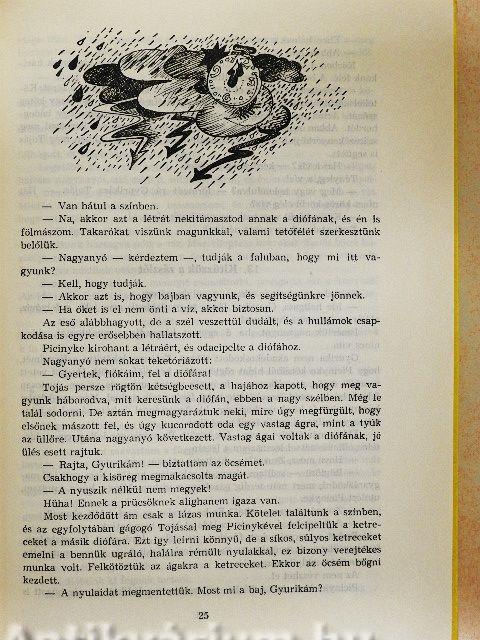 — Van bátul a színben.
— Na, akkor azt a létrát nekitámasztod annak a diófának, és én is
fölmászom. Takarókat viszünk magunkkal, valami tetőfélét szerkesztünk
belőlük.
— Nagyanyó — kérdeztem —, tudják a faluban, hogy mi itt va-
gyunk?
— Kell, hogy tudják.
— Akkor azt is, hogy bajban vagyunk, és segítségünkre jönnek.
— Ha őket is el nem önti a víz, akkor biztosan.
Az eső alábbhagyott, de a szél veszettül dudált, és a hullámok csap-
kodása is egyre erősebben hallatszott.
Picinyke kirohant a létráért, és odacipelte a diófához.
Nagyanyó nem sokat teketóriázott:
— Gyertek, fiókáim, fel a diófára!
Tojás persze rögtön kétségbeesett, a hajához kapott, hogy meg va-
gyunk háborodva, mit keresünk a diófán, ebben a nagy szélben. Még le
talál sodorni. De aztán megmagyaráztuk neki, mire úgy megfürgült, hogy
elsőnek mászott fel, és úgy kucorodott oda egy vastag ágra, mint a tyúk
az üllőre. Utána nagyanyó következett. Vastag ágai voltak a diófának, jó
ülés esett rajtuk.
— Rajta, Gyurikám! — biztattam az öcsémet.
Csakhogy a kisöreg megmakacsolta magát.
— A nyuszik nélkül nem megyek!
Hüha! Ennek a prücsöknek alighanem igaza van.
Most kezdődött ám csak a lázas munka. Kötelet találtunk a színben,
és az egyfolytában gágogó Tojással meg Picinykével felcipeltük a ketre-
ceket a másik diófára. Ezt így leírni könnyű, de a síkos, súlyos ketreceket
emelni a bennük ugráló, halálra rémült nyulakkal, ez bizony verejtékes
munka volt. Felkötöztük az ágakra a ketreceket. Ekkor az öcsém bőgni
kezdett.
— A nyulaidat megmentettük. Most mi a baj, Gyurikám?
25